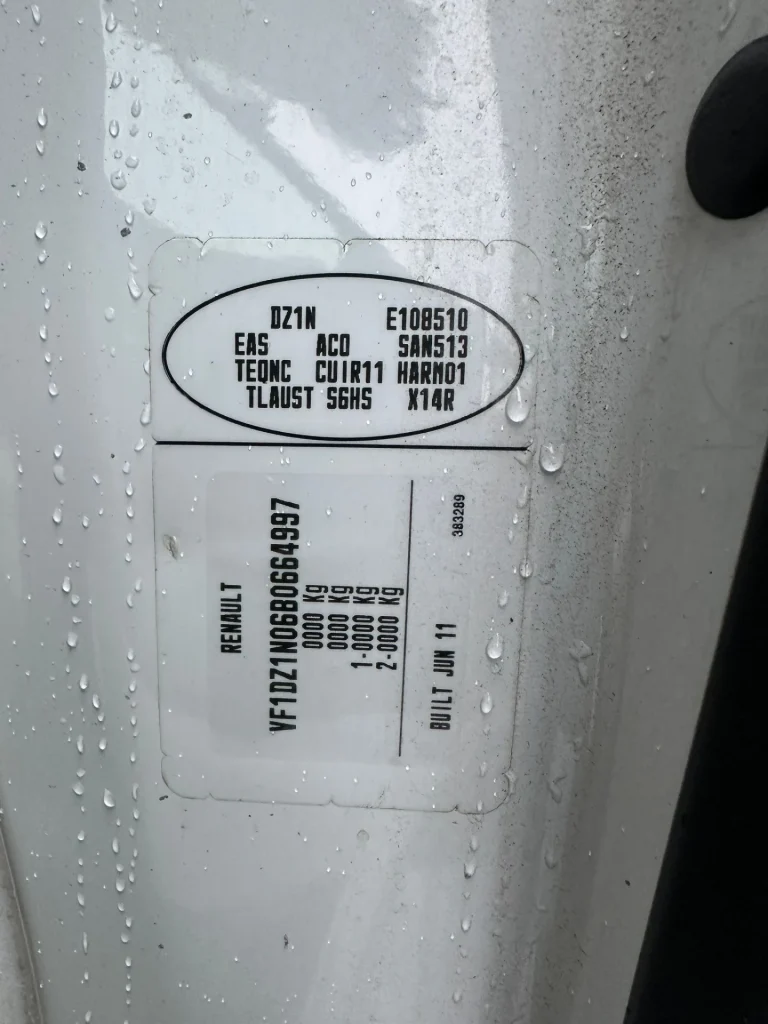 DZ1N E108510
EAS ACO SAN513
TEQNC CUIR11 HARM01
TLAUST SGHS X14R
RENAULT
VF1DZ1N06B0664997
0000 Kg
0000 Kg
1-0000 Kg
2-0000 Kg
BUILT JUN 11 383289